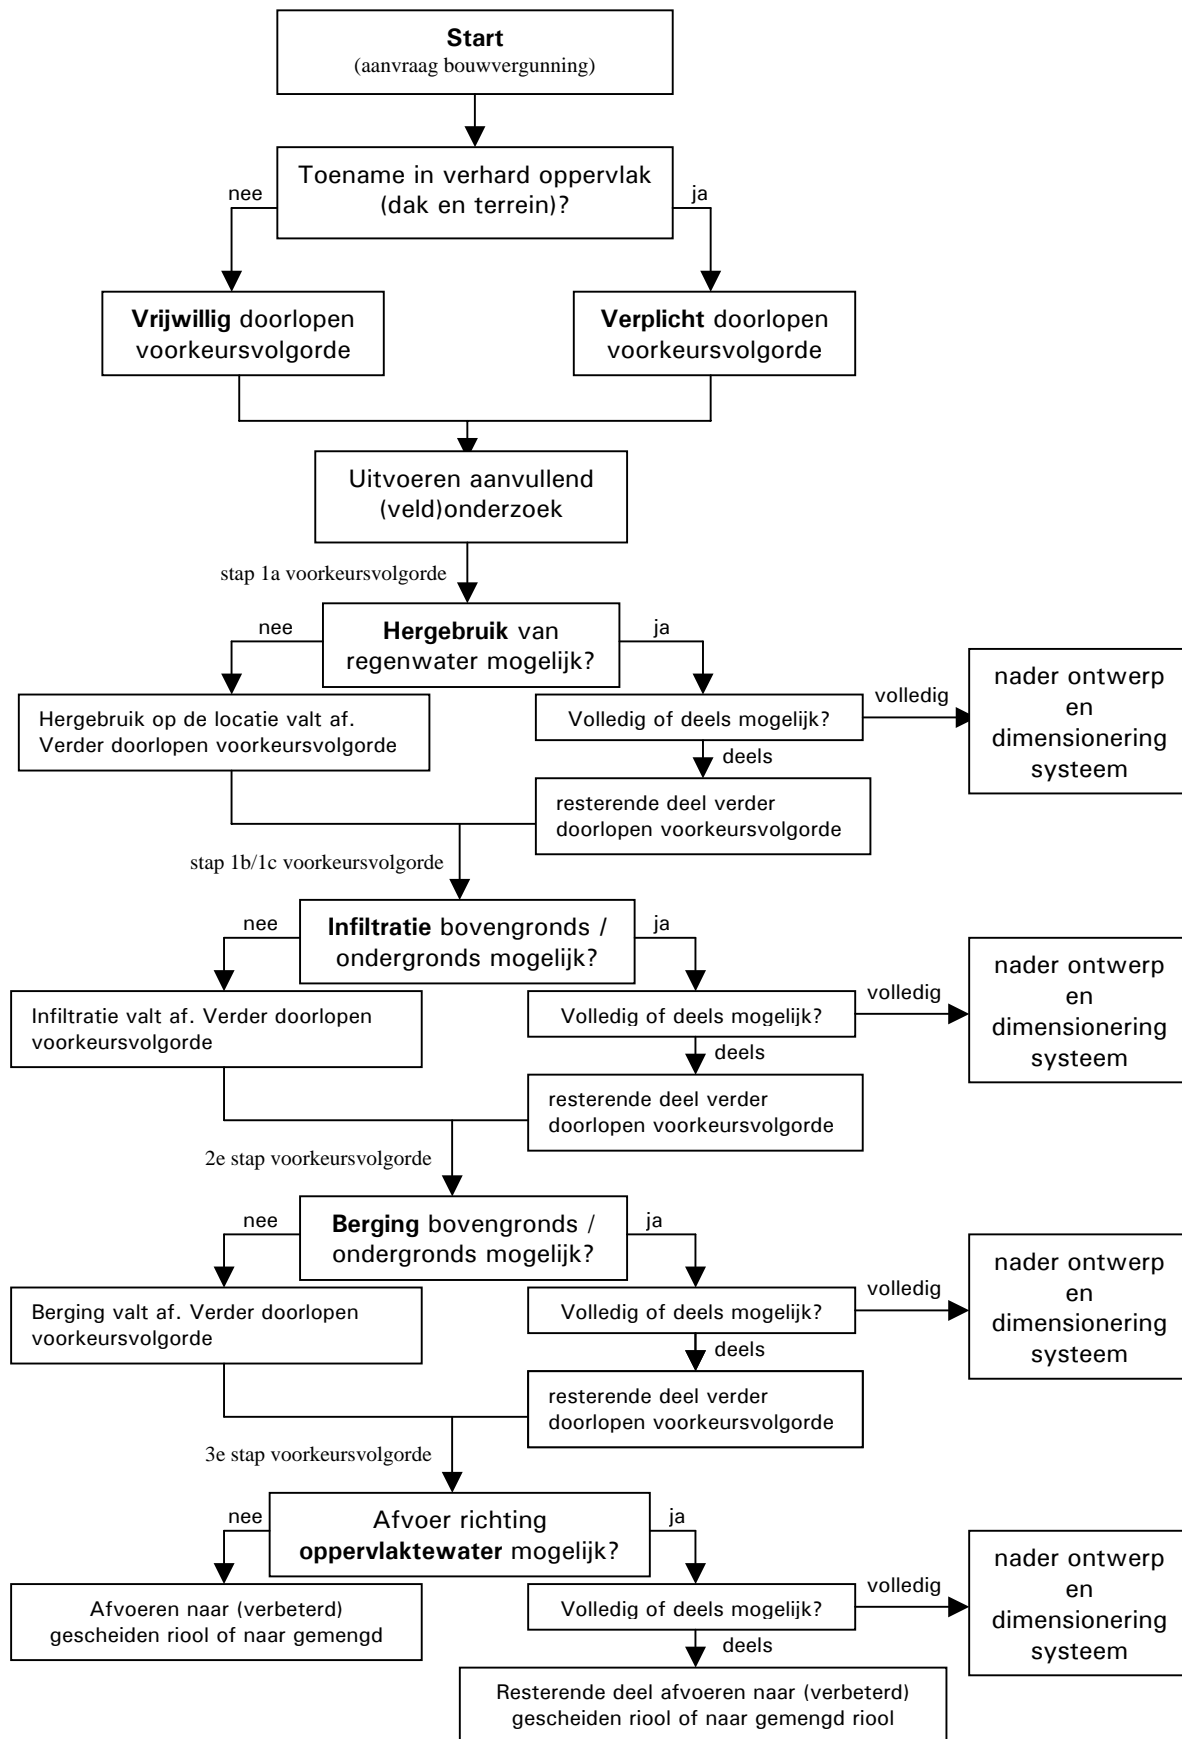 Start
(aanvraag bouwvergunning)
Toename in verhard oppervlak
(dak en terrein)?
nee
ja
Vrijwillig doorlopen
voorkeursvolgorde
Verplicht doorlopen
voorkeursvolgorde
Uitvoeren aanvullend
(veld)onderzoek
stap 1a voorkeursvolgorde
Hergebruik van
regenwater mogelijk?
nee
ja
Hergebruik op de locatie valt af.
Verder doorlopen voorkeursvolgorde
Volledig of deels mogelijk?
volledig
nader ontwerp
en
dimensionering
systeem
deels
resterende deel verder
doorlopen voorkeursvolgorde
stap 1b/1c voorkeursvolgorde
Infiltratie bovengronds /
ondergronds mogelijk?
nee
ja
Infiltratie valt af. Verder doorlopen
voorkeursvolgorde
Volledig of deels mogelijk?
volledig
nader ontwerp
en
dimensionering
systeem
deels
resterende deel verder
doorlopen voorkeursvolgorde
2e stap voorkeursvolgorde
Berging bovengronds /
ondergronds mogelijk?
nee
ja
Berging valt af. Verder doorlopen
voorkeursvolgorde
Volledig of deels mogelijk?
volledig
nader ontwerp
en
dimensionering
systeem
deels
resterende deel verder
doorlopen voorkeursvolgorde
3e stap voorkeursvolgorde
Afvoer richting
oppervlaktewater mogelijk?
nee
ja
Afvoeren naar (verbeterd)
gescheiden riool of naar gemengd
Volledig of deels mogelijk?
volledig
nader ontwerp
en
dimensionering
systeem
deels
Resterende deel afvoeren naar (verbeterd)
gescheiden riool of naar gemengd riool